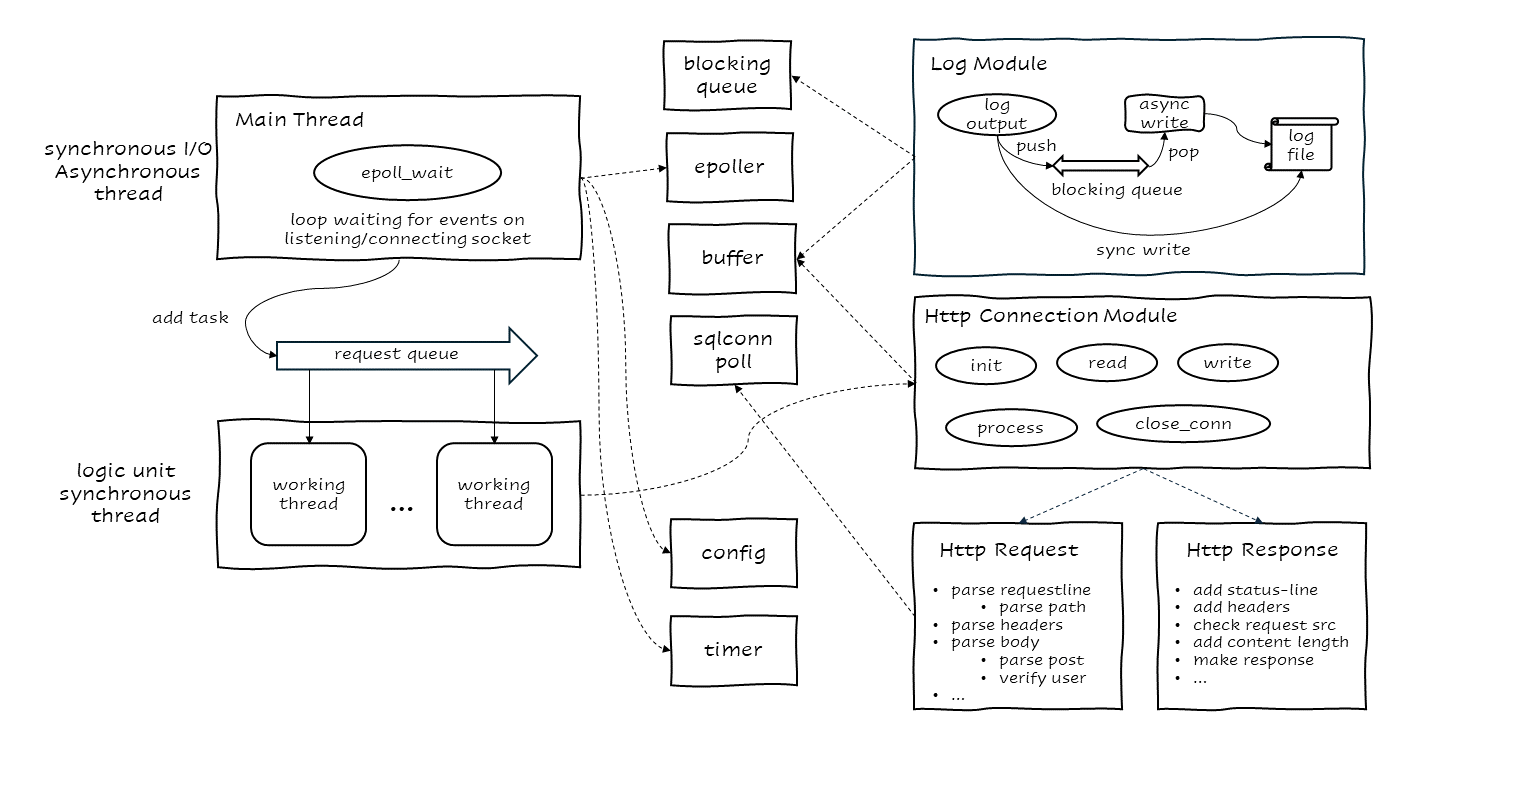 synchronous I/O
Asynchronous
thread
Main Thread
epoll_wait
loop waiting for events on
listening/connecting socket
add task
request queue
logic unit
synchronous
thread
working
thread
...
working
thread
blocking
queue
epoller
buffer
sqlconn
poll
config
timer
Log Module
log
output
push
blocking queue
pop
async
write
log
file
sync write
Http Connection Module
init
read
write
process
close_conn
Http Request
• parse requestline
• parse path
• parse headers
• parse body
• parse post
• verify user
• ...
Http Response
• add status-line
• add headers
• check request src
• add content length
• make response
• ...